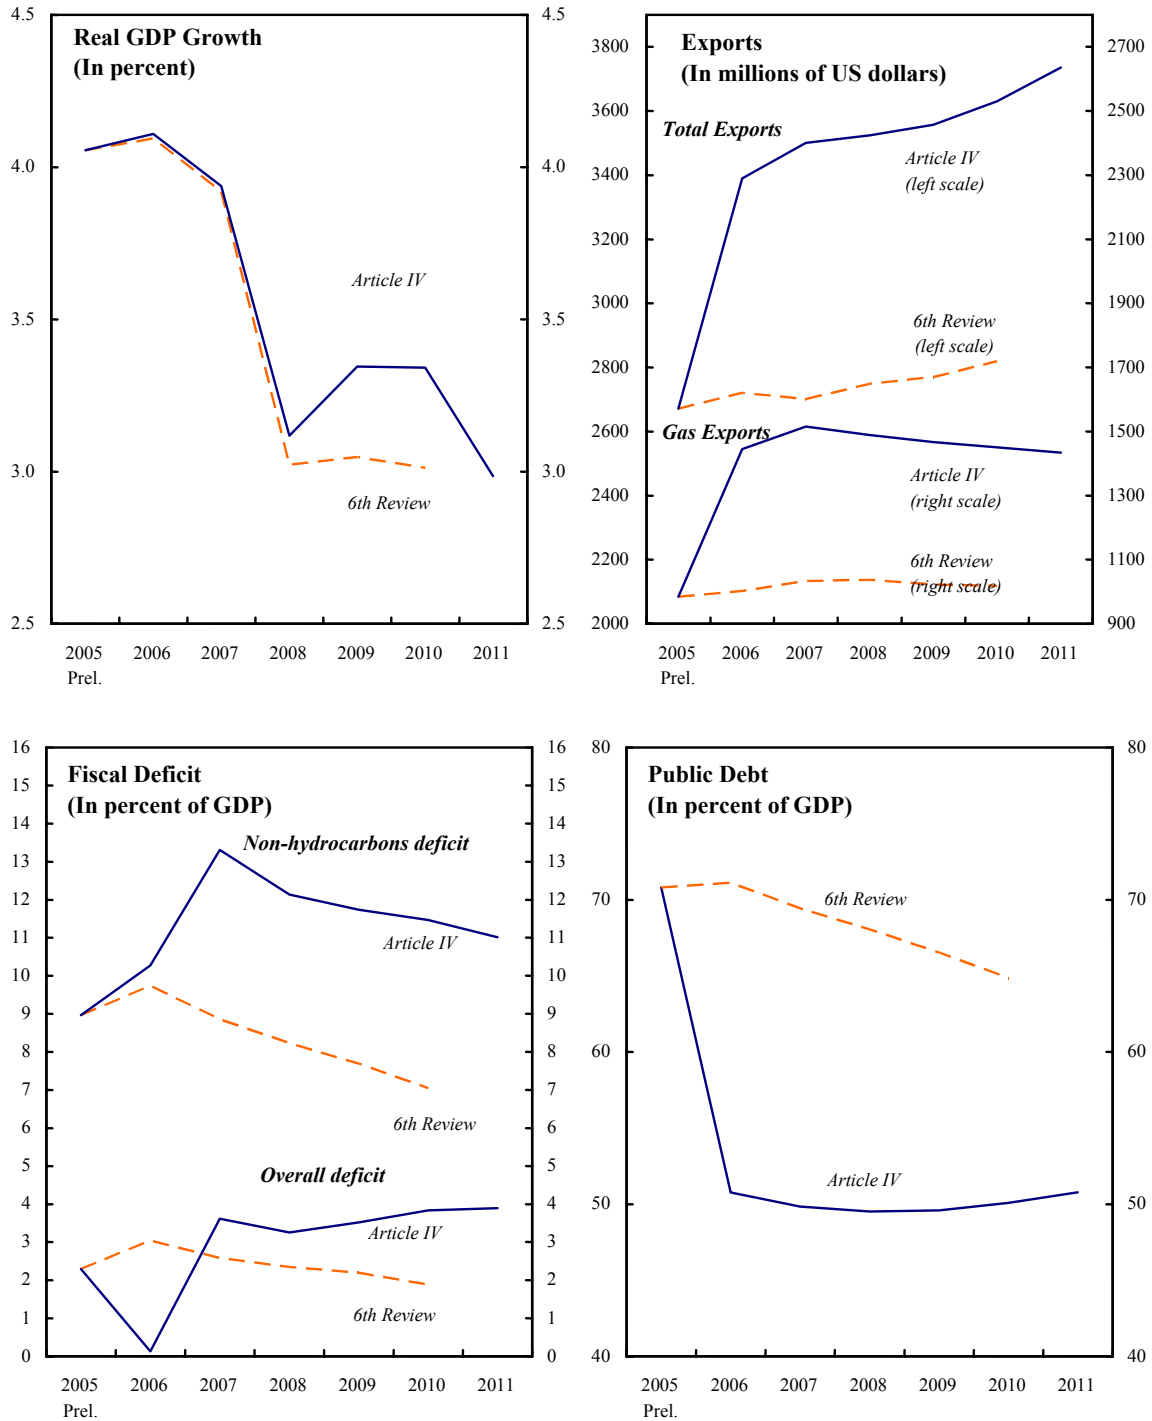 Real GDP Growth
(In percent)
4.5
4.0
3.5
3.0
2.5
4.5
4.0
3.5
3.0
2.5
Article IV
6th Review
2005 2006 2007 2008 2009 2010 2011
Prel.
Exports
(In millions of US dollars)
3800
3600
3400
3200
3000
2800
2600
2400
2200
2000
2700
2500
2300
2100
1900
1700
1500
1300
1100
900
Total Exports
Article IV
(left scale)
6th Review
(left scale)
Gas Exports
Article IV
(right scale)
6th Review
(right scale)
2005 2006 2007 2008 2009 2010 2011
Prel.
Fiscal Deficit
(In percent of GDP)
16
15
14
13
12
11
10
9
8
7
6
5
4
3
2
1
0
16
15
14
13
12
11
10
9
8
7
6
5
4
3
2
1
0
Non-hydrocarbons deficit
Article IV
6th Review
Overall deficit
Article IV
6th Review
2005 2006 2007 2008 2009 2010 2011
Prel.
Public Debt
(In percent of GDP)
80
70
60
50
40
80
70
60
50
40
6th Review
Article IV
2005 2006 2007 2008 2009 2010 2011
Prel.